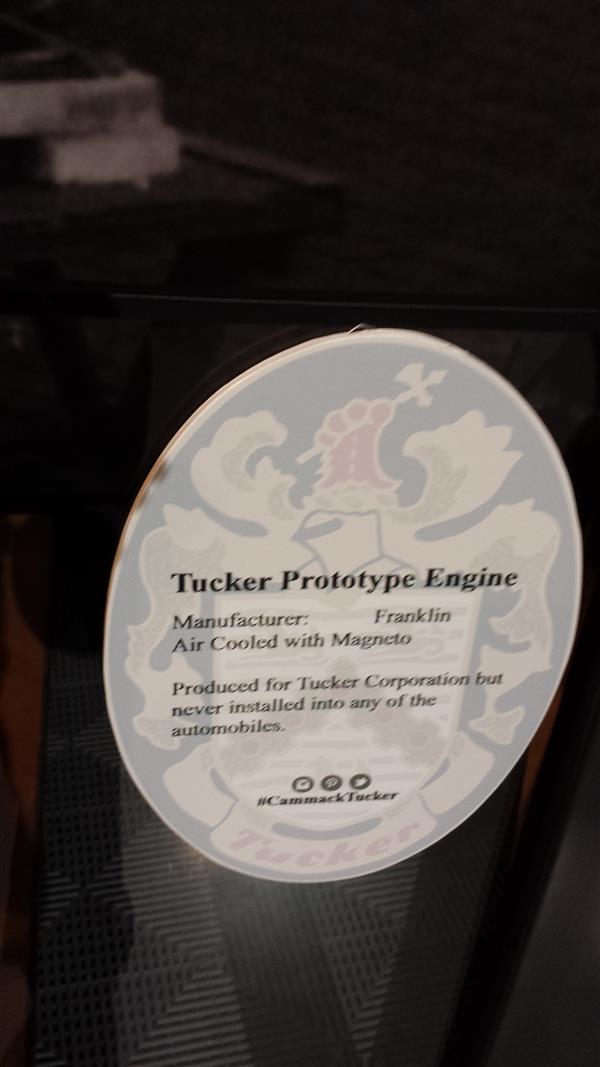 Tucker Prototype Engine
Manufacturer: Franklin
Air Cooled with Magneto
Produced for Tucker Corporation but
never installed into any of the
automobiles.
#CammackTucker
Tucker